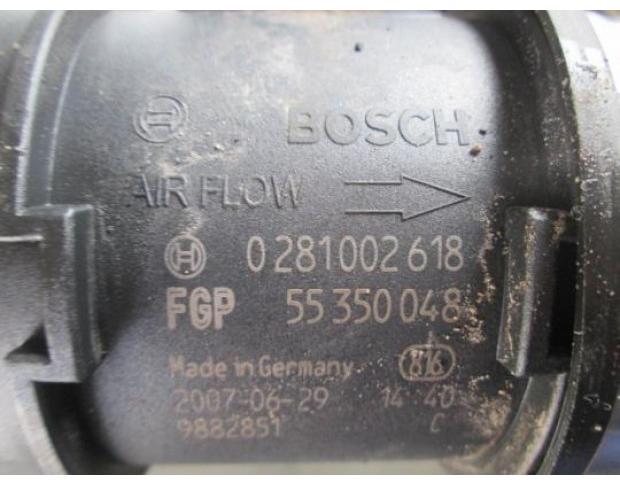 BOSCH
AIR FLOW
0 281 002 618
FGP 55 350 048
Made in Germany 816
2007-06-29 14 40
9882851 C